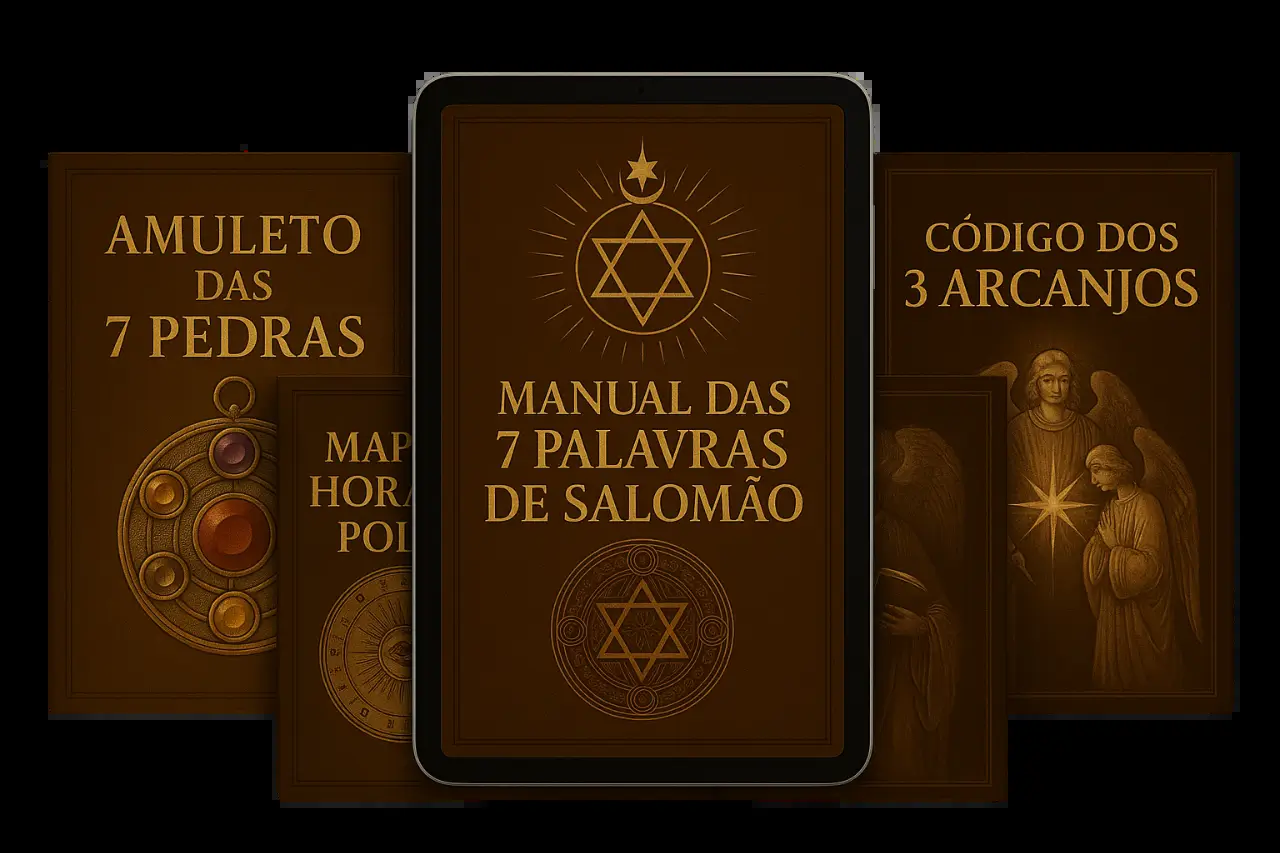 AMULETO
DAS
7 PEDRAS
MANUAL DAS
7 PALAVRAS
DE SALOMÃO
CÓDIGO DOS
3 ARCANJOS